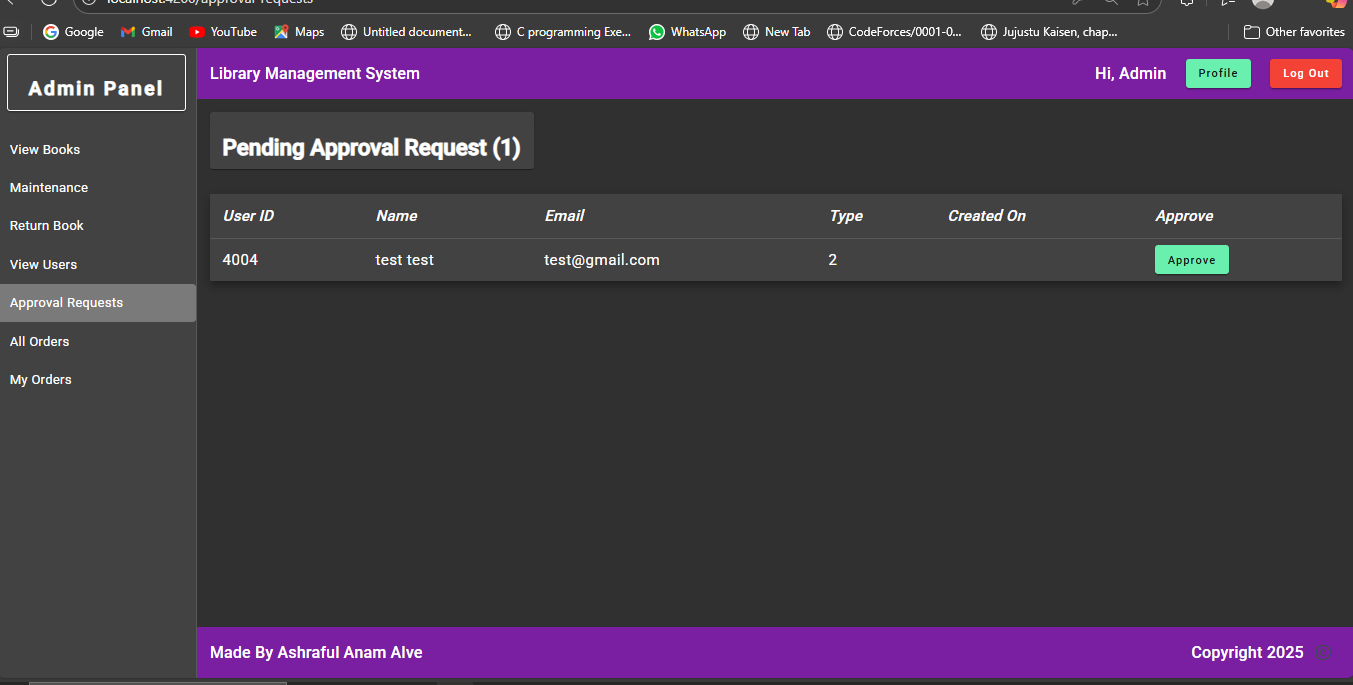 localhost:4200/approval-requests
Google Gmail YouTube Maps Untitled document... C programming Exe... WhatsApp New Tab CodeForces/0001-0... Jujustu Kaisen, chap... Other favorites
Admin Panel
Library Management System Hi, Admin Profile Log Out
View Books
Maintenance
Return Book
View Users
Approval Requests
All Orders
My Orders
Pending Approval Request (1)
User ID Name Email Type Created On Approve
4004 test test test@gmail.com 2 Approve
Made By Ashraful Anam Alve Copyright 2025